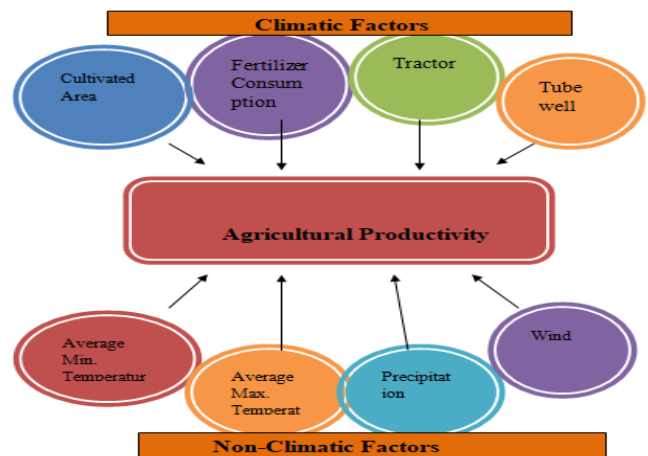 Climatic Factors
Cultivated
Area
Fertilizer
Consum
ption
Tractor
Tube
well
Agricultural Productivity
Average
Min.
Temperatur
Average
Max.
Temperat
Precipitat
ion
Wind
Non-Climatic Factors